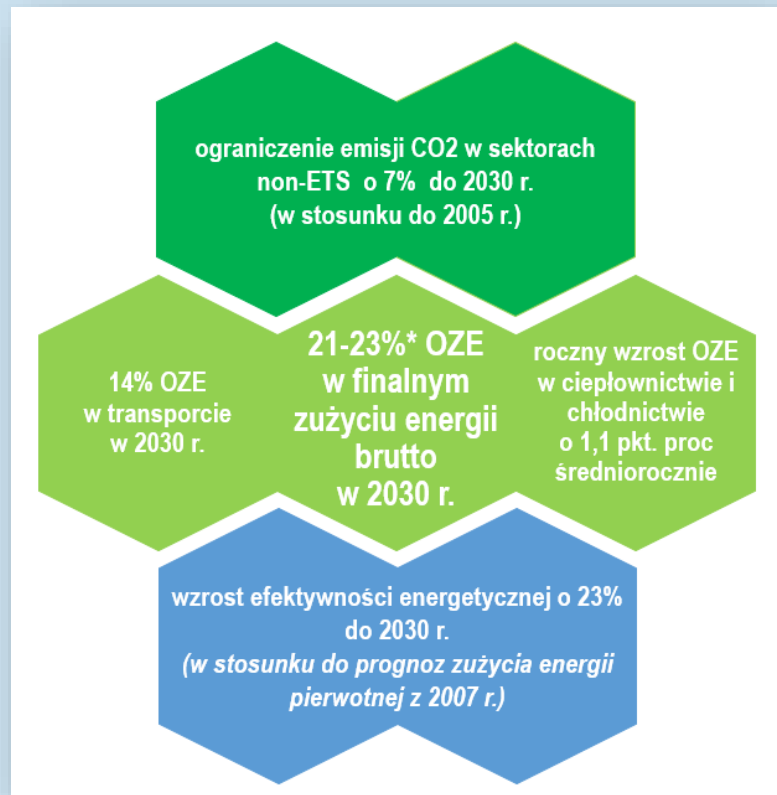 ograniczenie emisji CO2 w sektorach
non-ETS o 7% do 2030 r.
(w stosunku do 2005 r.)
14% OZE
w transporcie
w 2030 r.
21-23%* OZE
w finalnym
zużyciu energii
brutto
w 2030 r.
roczny wzrost OZE
w ciepłownictwie i
chłodnictwie
o 1,1 pkt. proc
średniorocznie
wzrost efektywności energetycznej o 23%
do 2030 r.
(w stosunku do prognoz zużycia energii
pierwotnej z 2007 r.)